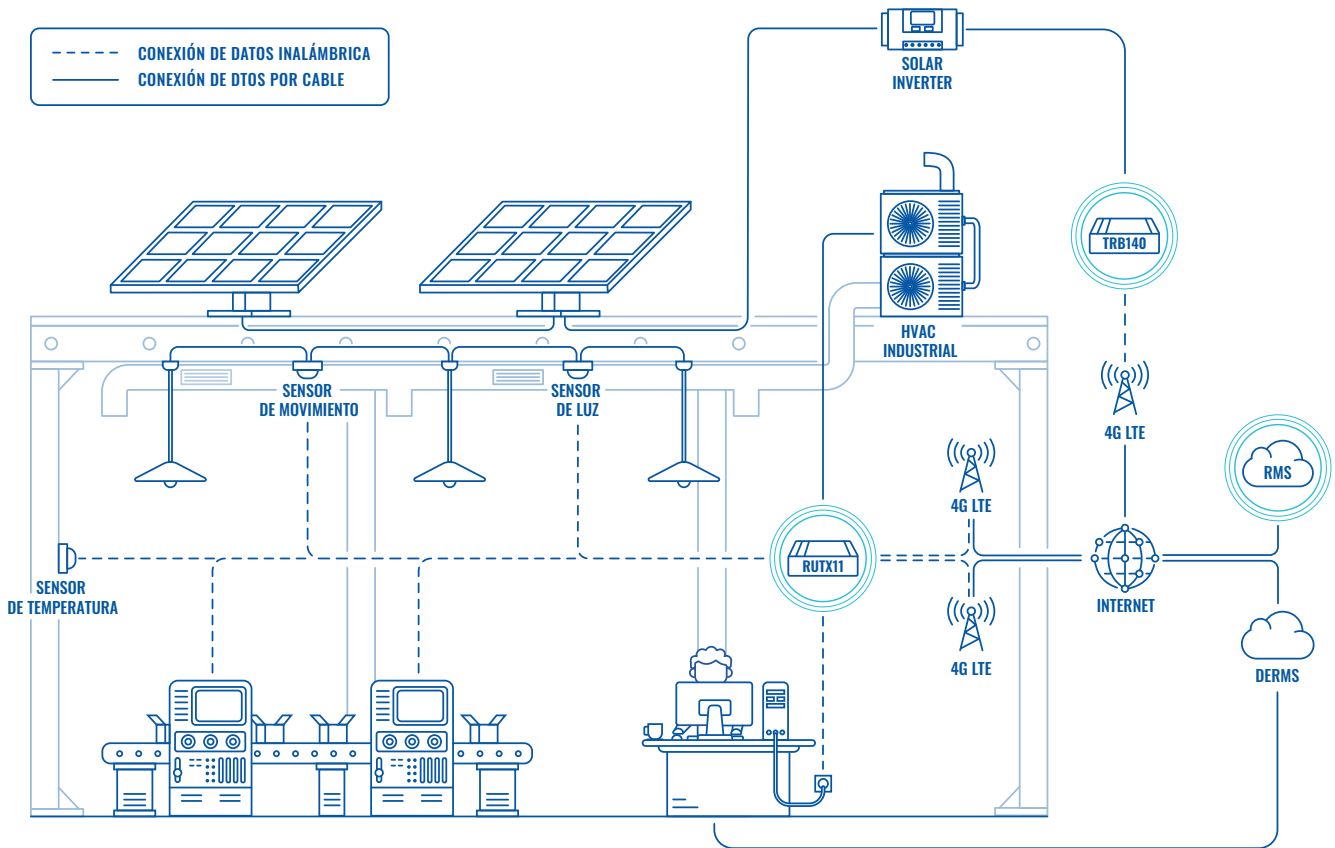 CONEXIÓN DE DATOS INALÁMBRICA
CONEXIÓN DE DTOS POR CABLE
SOLAR
INVERTER
TRB140
HVAC
INDUSTRIAL
SENSOR
DE MOVIMIENTO
SENSOR
DE LUZ
4G LTE
RMS
4G LTE
RUTX11
SENSOR
DE TEMPERATURA
INTERNET
4G LTE
DERMS